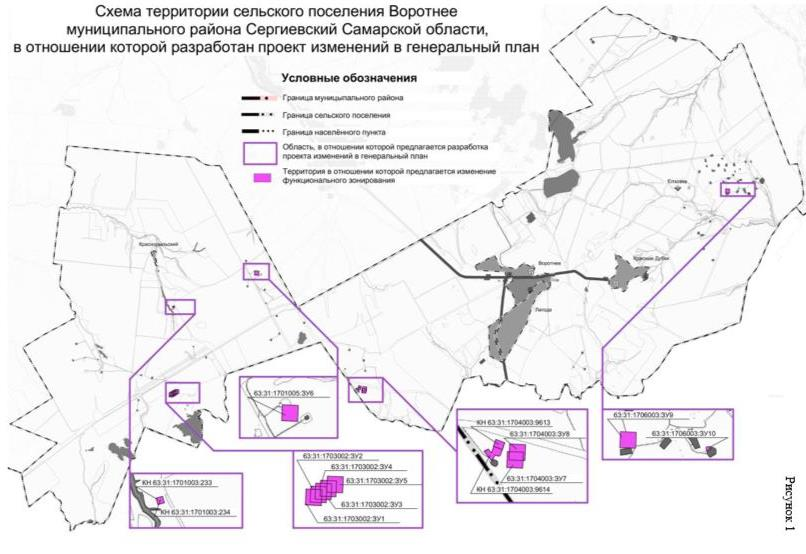 Схема территории сельского поселения Воротнее
муниципального района Сергиевский Самарской области,
в отношении которой разработан проект изменений в генеральный план
Условные обозначения
Граница муниципального района
Граница сельского поселения
Граница населённого пункта
Область, в отношении которой предлагается разработка
проекта изменений в генеральный план
Территория в отношении которой предлагается изменение
функционального зонирования
Елховка
Красноярыльский
Воротнее
Красные Дубки
Лагода
63:31:1701005:ЗУ6
КН 63:31:1704003:9613
63:31:1704003:ЗУ8
63:31:1704003:ЗУ7
КН 63:31:1704003:9614
63:31:1706003:ЗУ9
63:31:1706003:ЗУ10
63:31:1703002:ЗУ2
63:31:1703002:ЗУ4
63:31:1703002:ЗУ5
63:31:1703002:ЗУ3
63:31:1703002:ЗУ1
КН 63:31:1701003:233
КН 63:31:1701003:234
Рисунок 1